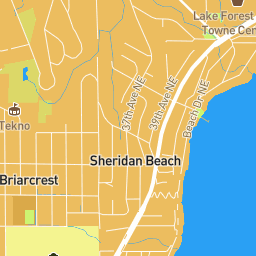 Lake Forest
Towne Cen
37th Ave NE
39th Ave NE
Beach Dr NE
Tekno
Sheridan Beach
Briarcrest